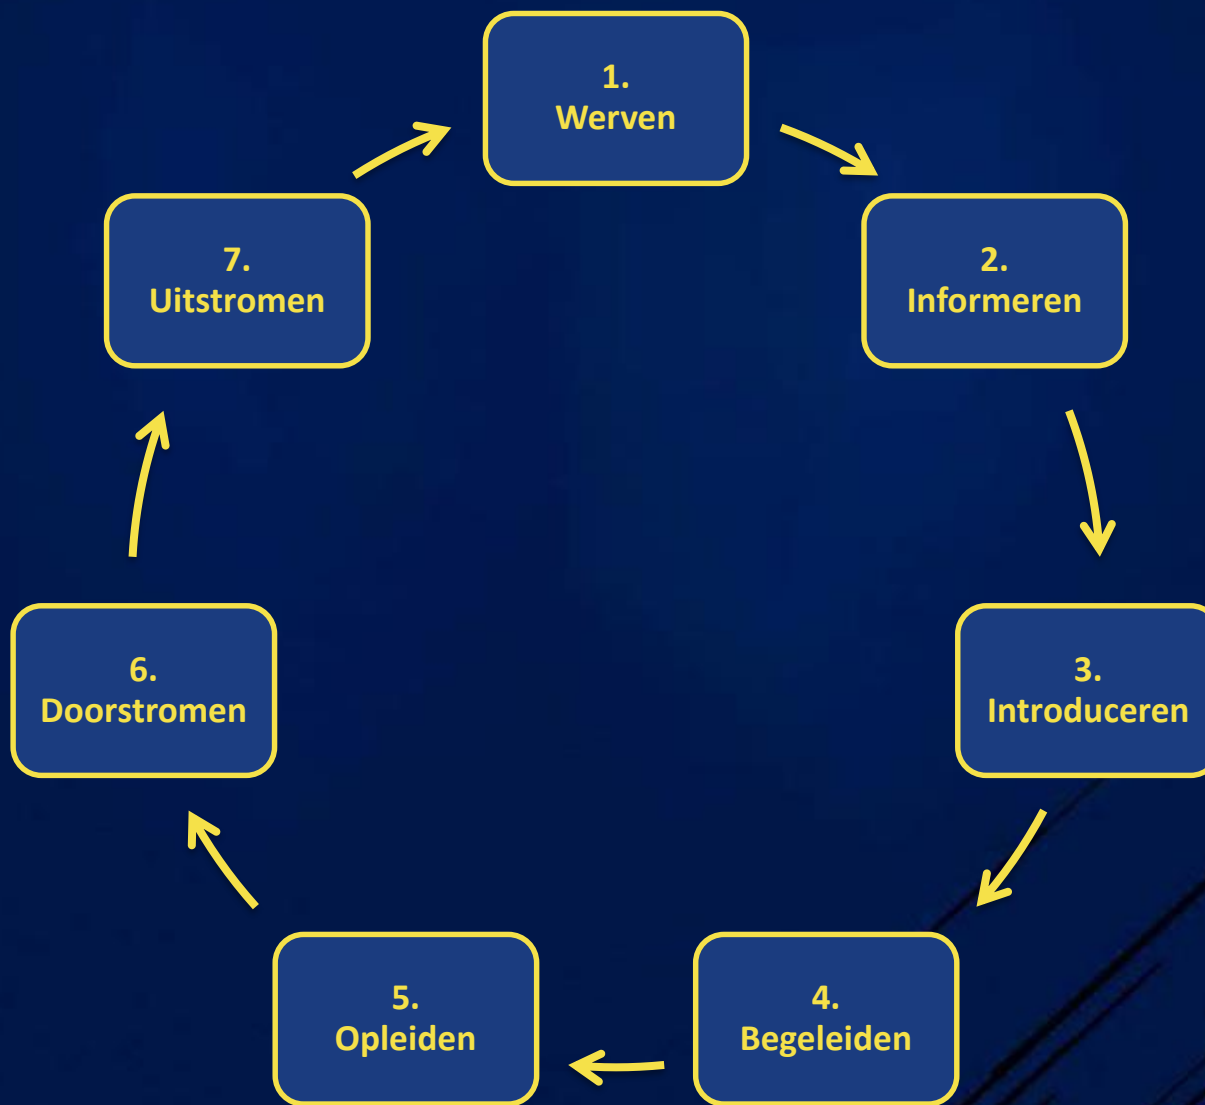 1.
Werven
2.
Informeren
3.
Introduceren
4.
Begeleiden
5.
Opleiden
6.
Doorstromen
7.
Uitstromen